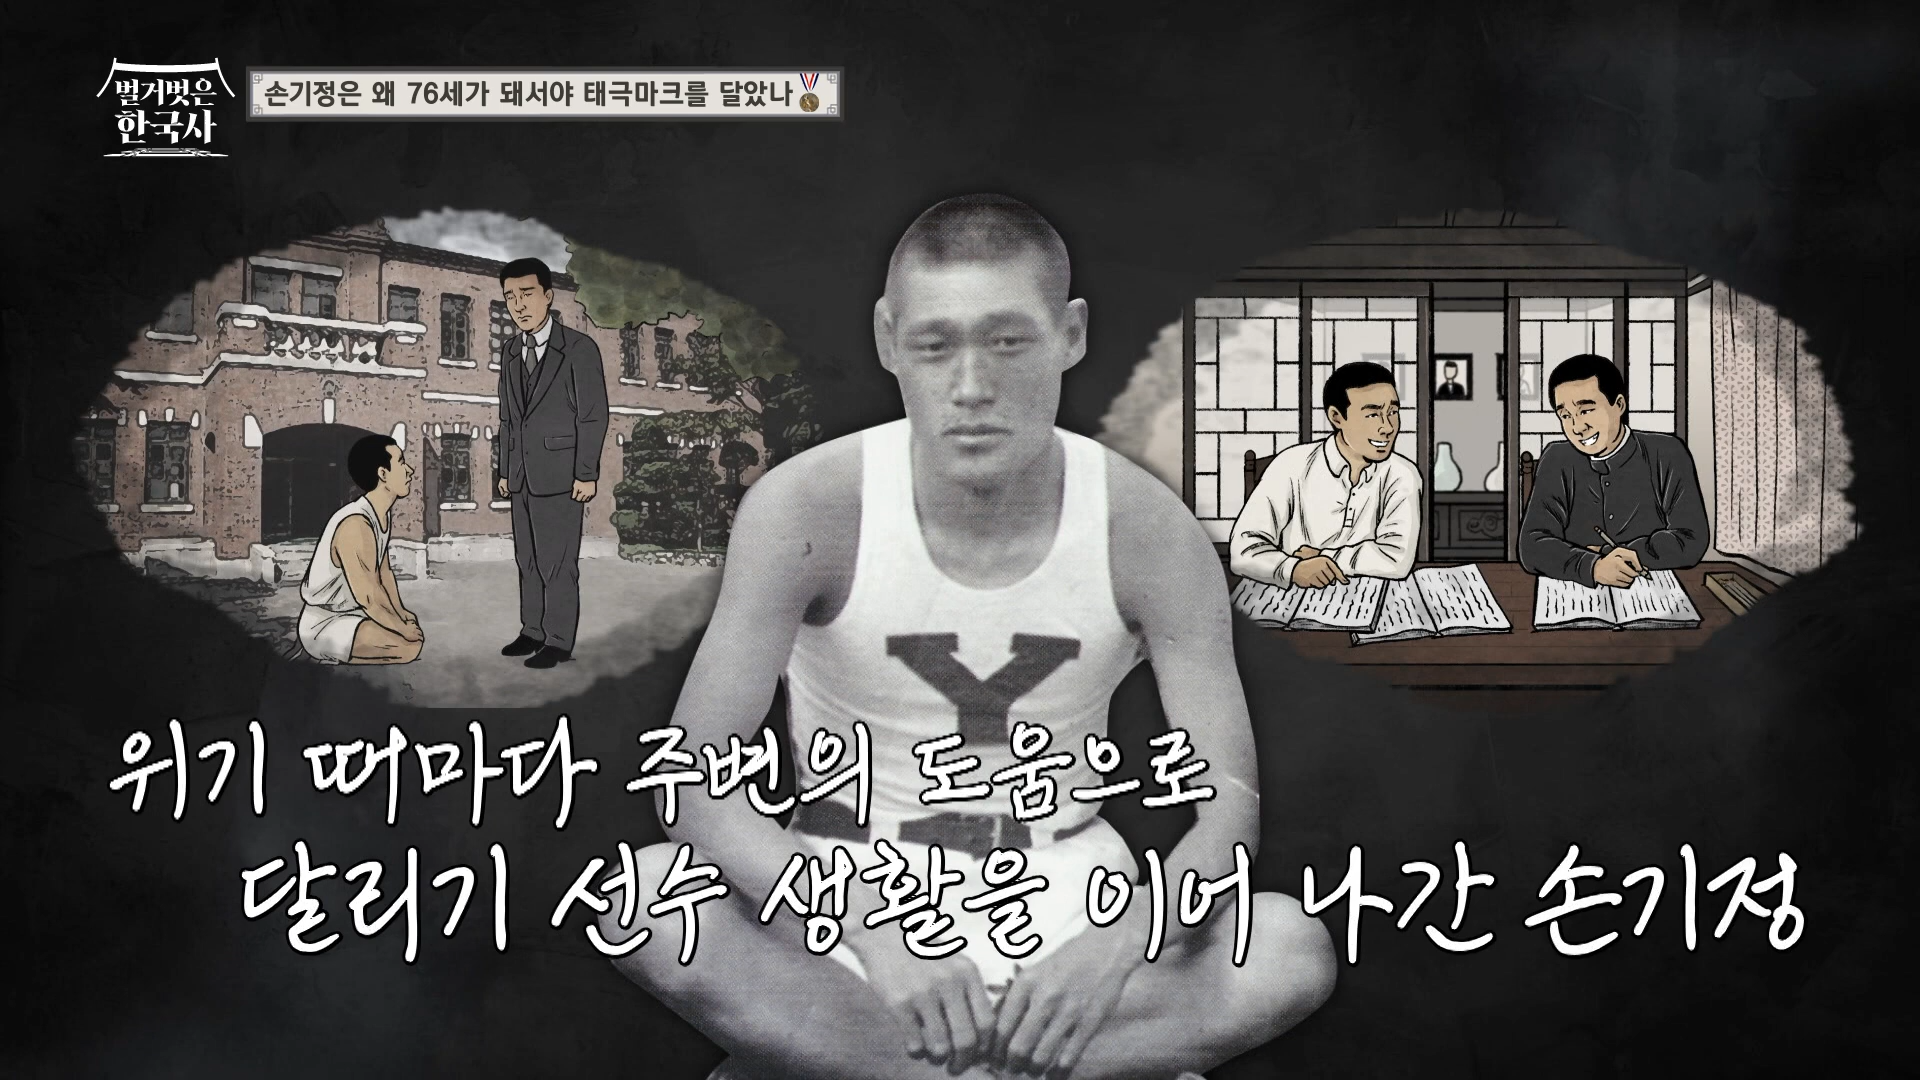 벌거벗은
한국사
손기정은 왜 76세가 돼서야 태극마크를 달았나
Y
위기 때마다 주변의 도움으로
달리기 선수 생활을 이어 나간 손기정